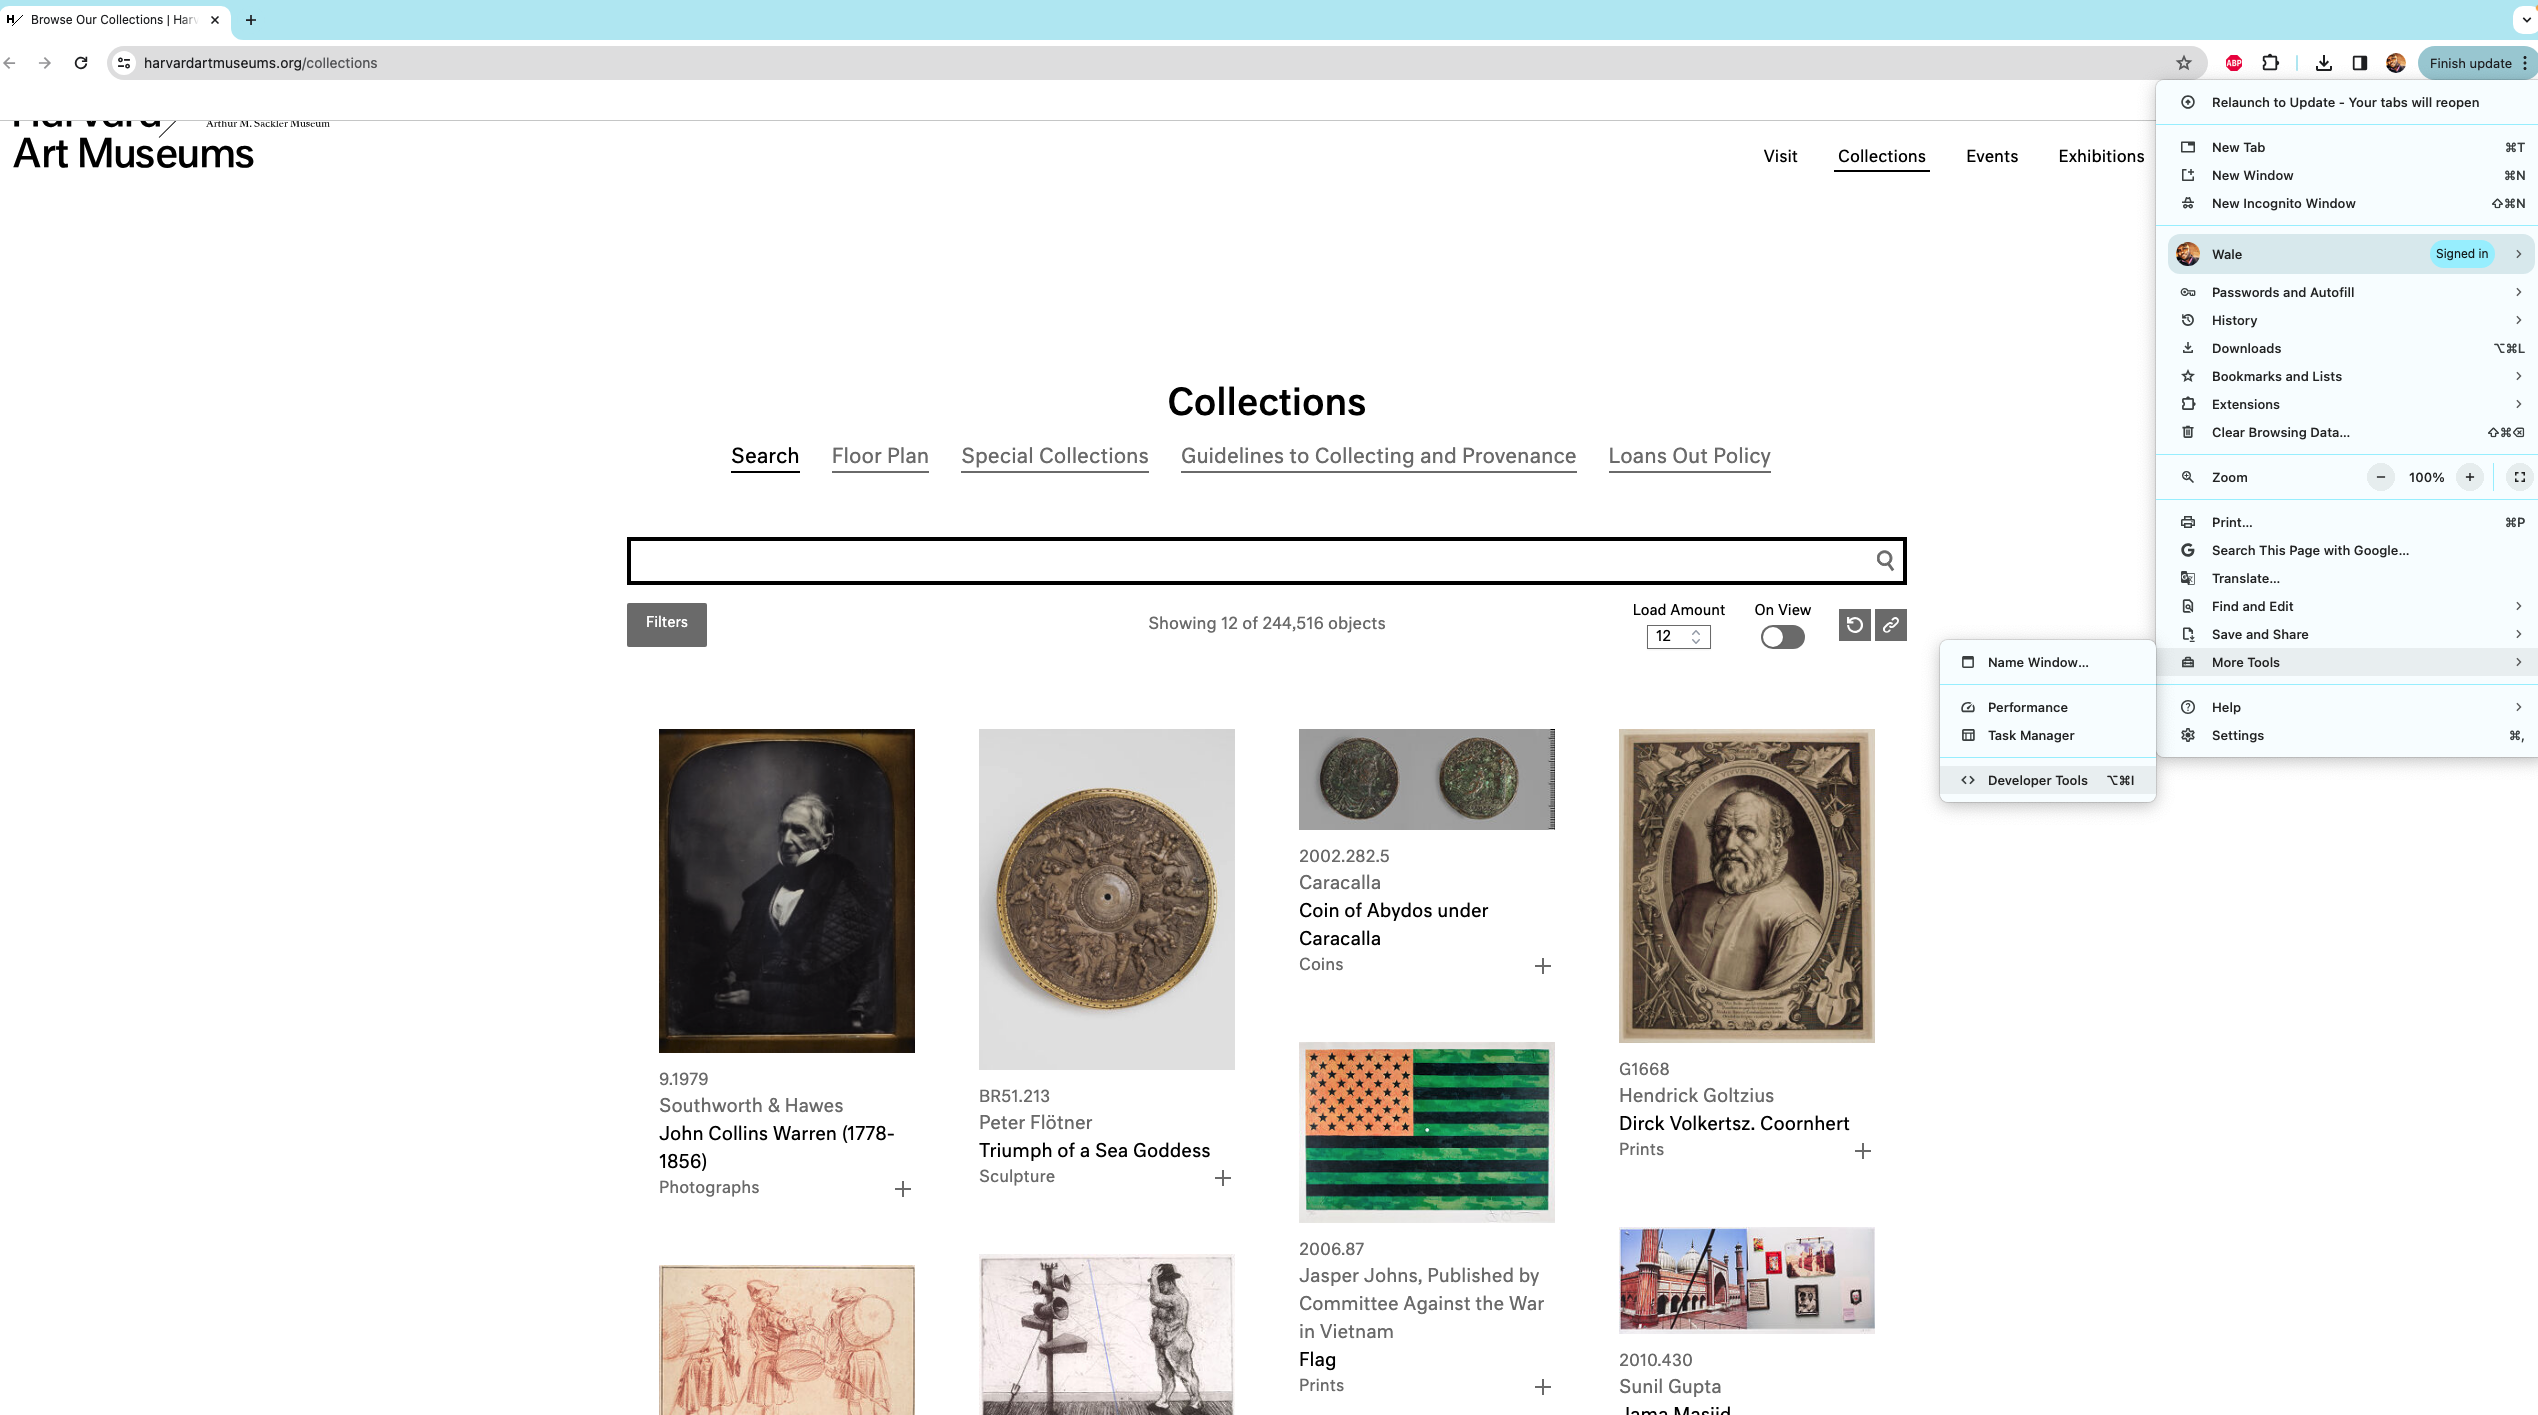 Browse Our Collections | Harv
harvardartmuseums.org/collections
ABP
Finish update
Arthur M. Sackler Museum
Harvard
Art Museums
Visit
Collections
Events
Exhibitions
Relaunch to Update - Your tabs will reopen
New Tab ⌘T
New Window ⌘N
New Incognito Window ⇧⌘N
Wale Signed in
Passwords and Autofill
History
Downloads ⌥⌘L
Bookmarks and Lists
Extensions
Clear Browsing Data... ⇧⌘⌫
Zoom − 100% +
Print... ⌘P
Search This Page with Google...
Translate...
Find and Edit
Save and Share
More Tools
Help
Settings ⌘,
Name Window...
Performance
Task Manager
Developer Tools ⌥⌘I
Collections
Search
Floor Plan
Special Collections
Guidelines to Collecting and Provenance
Loans Out Policy
Filters
Showing 12 of 244,516 objects
Load Amount
12
On View
9.1979
Southworth & Hawes
John Collins Warren (1778-
1856)
Photographs
BR51.213
Peter Flötner
Triumph of a Sea Goddess
Sculpture
2002.282.5
Caracalla
Coin of Abydos under
Caracalla
Coins
G1668
Hendrick Goltzius
Dirck Volkertsz. Coornhert
Prints
2006.87
Jasper Johns, Published by
Committee Against the War
in Vietnam
Flag
Prints
2010.430
Sunil Gupta
Jama Masjid